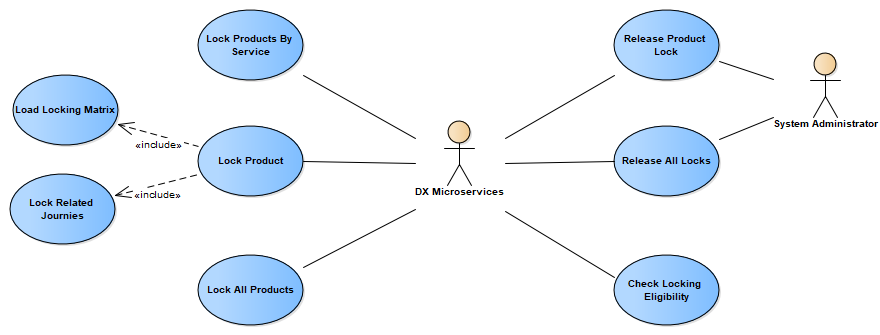 Lock Products By
Service
Release Product
Lock
Load Locking Matrix
System Administrator
«include»
Lock Product
Release All Locks
DX Microservices
«include»
Lock Related
Journies
Lock All Products
Check Locking
Eligibility